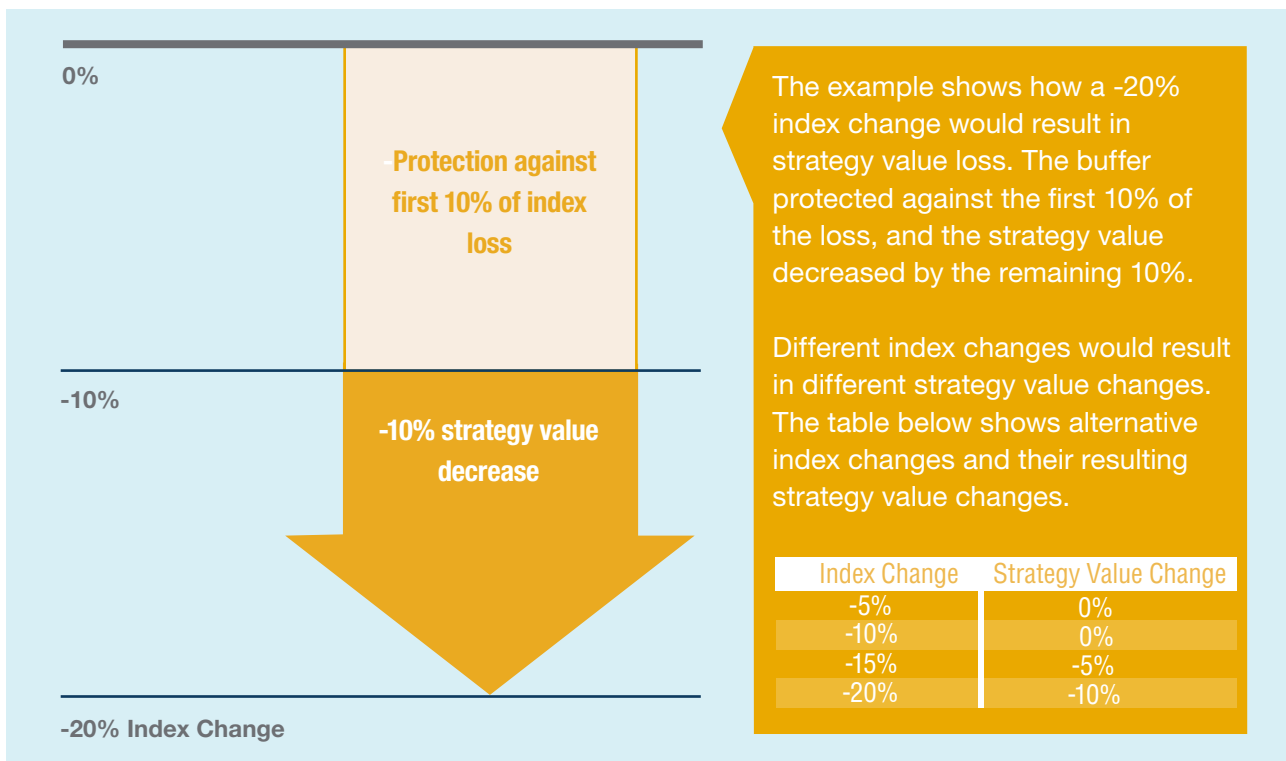 0%
-Protection against
first 10% of index
loss
-10%
-10% strategy value
decrease
-20% Index Change
The example shows how a -20%
index change would result in
strategy value loss. The buffer
protected against the first 10% of
the loss, and the strategy value
decreased by the remaining 10%.
Different index changes would result
in different strategy value changes.
The table below shows alternative
index changes and their resulting
strategy value changes.
Index Change Strategy Value Change
-5% 0%
-10% 0%
-15% -5%
-20% -10%